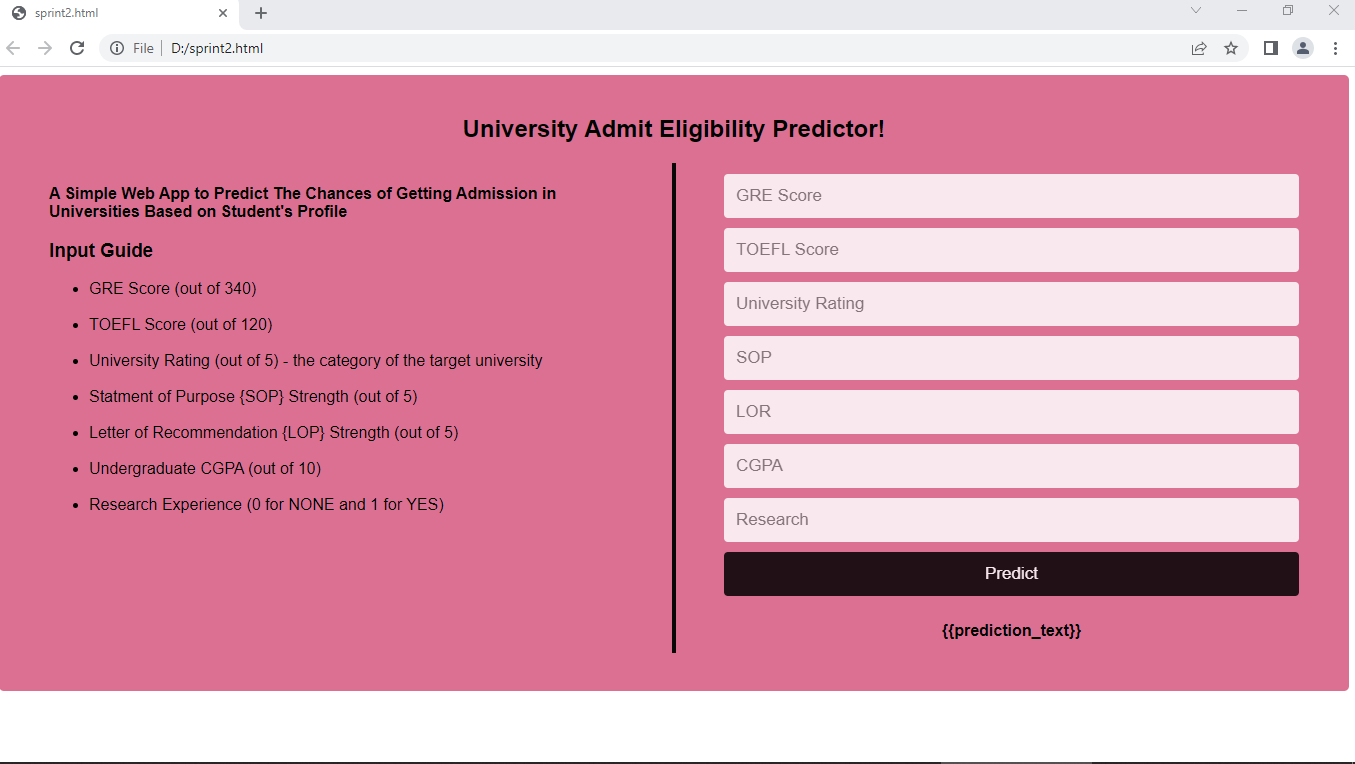 sprint2.html
File
D:/sprint2.html
University Admit Eligibility Predictor!
A Simple Web App to Predict The Chances of Getting Admission in
Universities Based on Student's Profile
Input Guide
GRE Score (out of 340)
TOEFL Score (out of 120)
University Rating (out of 5) - the category of the target university
Statment of Purpose {SOP} Strength (out of 5)
Letter of Recommendation {LOP} Strength (out of 5)
Undergraduate CGPA (out of 10)
Research Experience (0 for NONE and 1 for YES)
GRE Score
TOEFL Score
University Rating
SOP
LOR
CGPA
Research
Predict
{{prediction_text}}